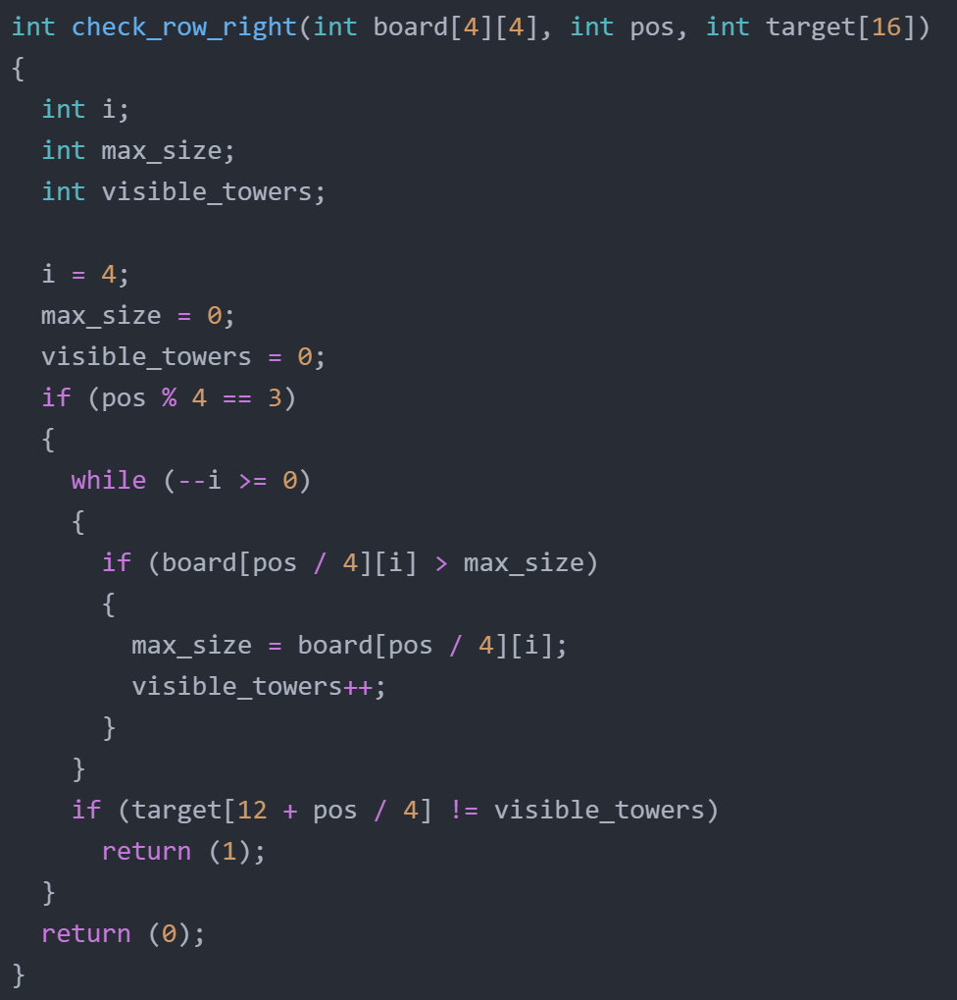 int check_row_right(int board[4][4], int pos, int target[16])
{
  int i;
  int max_size;
  int visible_towers;

  i = 4;
  max_size = 0;
  visible_towers = 0;
  if (pos % 4 == 3)
  {
    while (--i >= 0)
    {
      if (board[pos / 4][i] > max_size)
      {
        max_size = board[pos / 4][i];
        visible_towers++;
      }
    }
    if (target[12 + pos / 4] != visible_towers)
      return (1);
  }
  return (0);
}